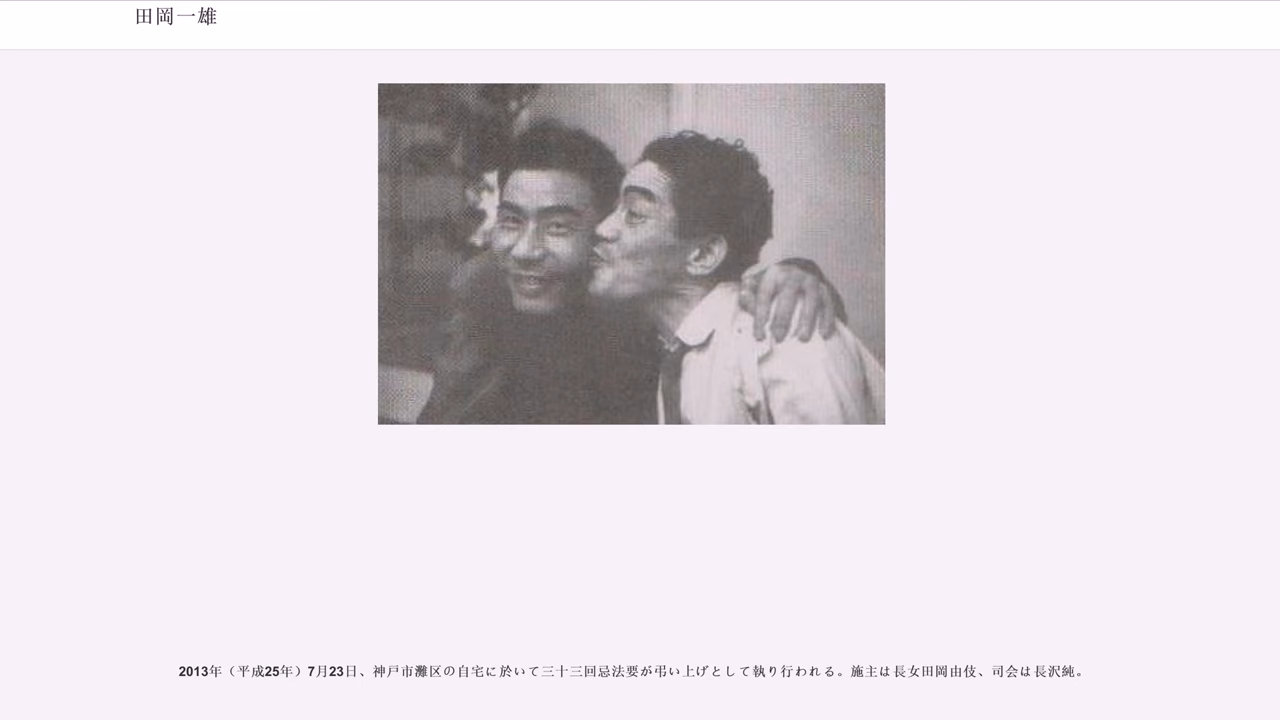 田岡一雄
2013年（平成25年）7月23日、神戸市灘区の自宅に於いて三十三回忌法要が弔い上げとして執り行われる。施主は長女田岡由伎、司会は長沢純。